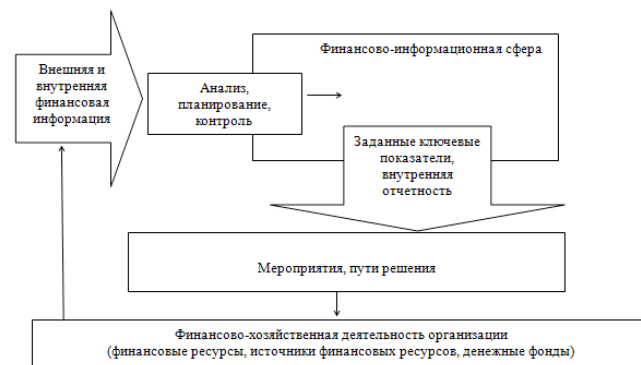 Финансово-информационная сфера
Внешняя и
внутренняя
финансовая
информация
Анализ,
планирование,
контроль
Заданные ключевые
показатели,
внутренняя
отчетность
Мероприятия, пути решения
Финансово-хозяйственная деятельность организации
(финансовые ресурсы, источники финансовых ресурсов, денежные фонды)